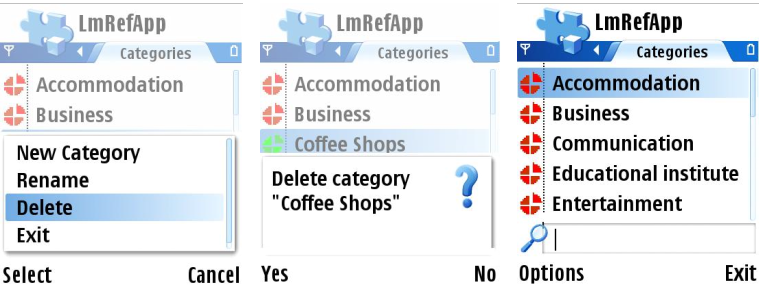 LmRefApp
Categories
Accommodation
Business
New Category
Rename
Delete
Exit
Select Cancel
LmRefApp
Categories
Accommodation
Business
Coffee Shops
Delete category
"Coffee Shops"
Yes No
LmRefApp
Categories
Accommodation
Business
Communication
Educational institute
Entertainment
Options Exit